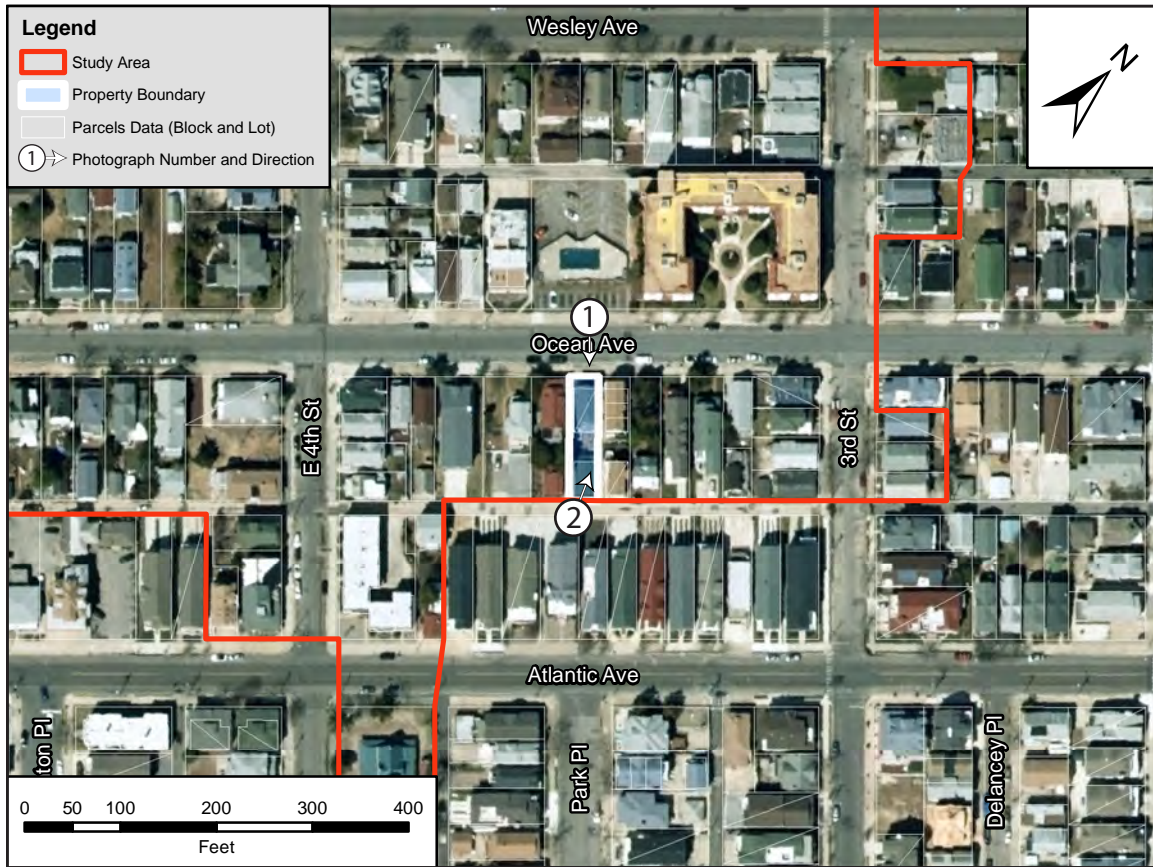 Legend
Study Area
Property Boundary
Parcels Data (Block and Lot)
1 Photograph Number and Direction
Wesley Ave
N
1
Ocean Ave
E 4th St
3rd St
2
Atlantic Ave
ton Pl
Park Pl
Delancey Pl
0 50 100 200 300 400
Feet